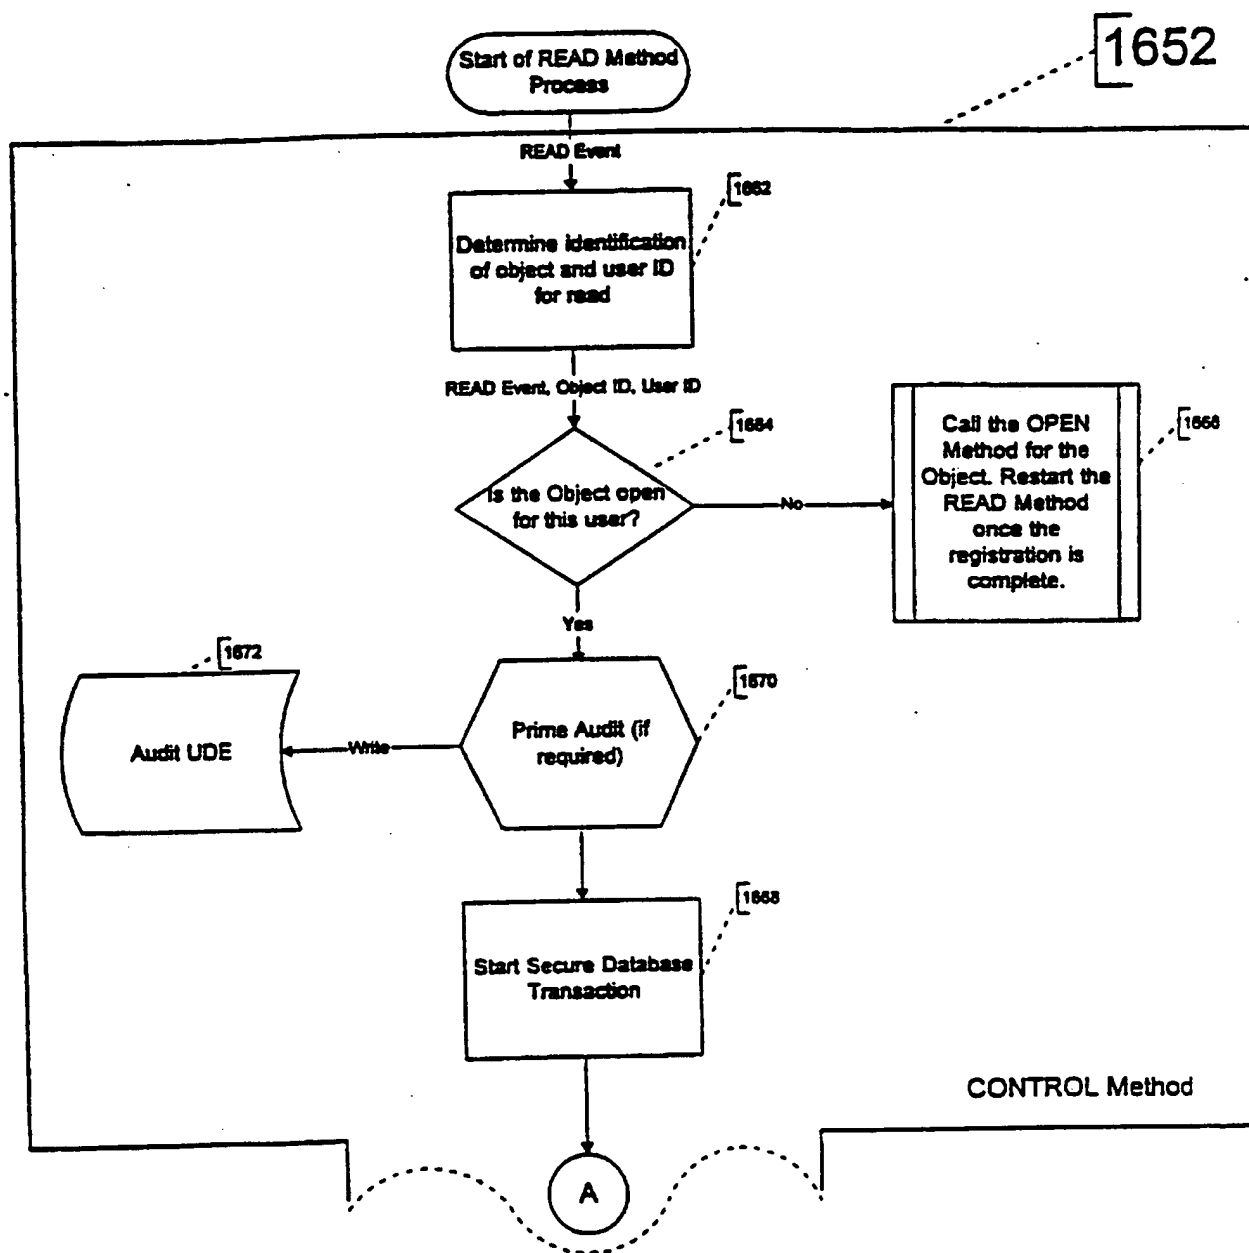 1652
Start of READ Method
Process
READ Event
1662
Determine identification
of object and user ID
for read
READ Event, Object ID, User ID
1664
Is the Object open
for this user?
No
Call the OPEN
Method for the
Object. Restart the
READ Method
once the
registration is
complete.
1666
Yes
1672
Audit UDE
Write
Prime Audit (if
required)
1670
1668
Start Secure Database
Transaction
CONTROL Method
A